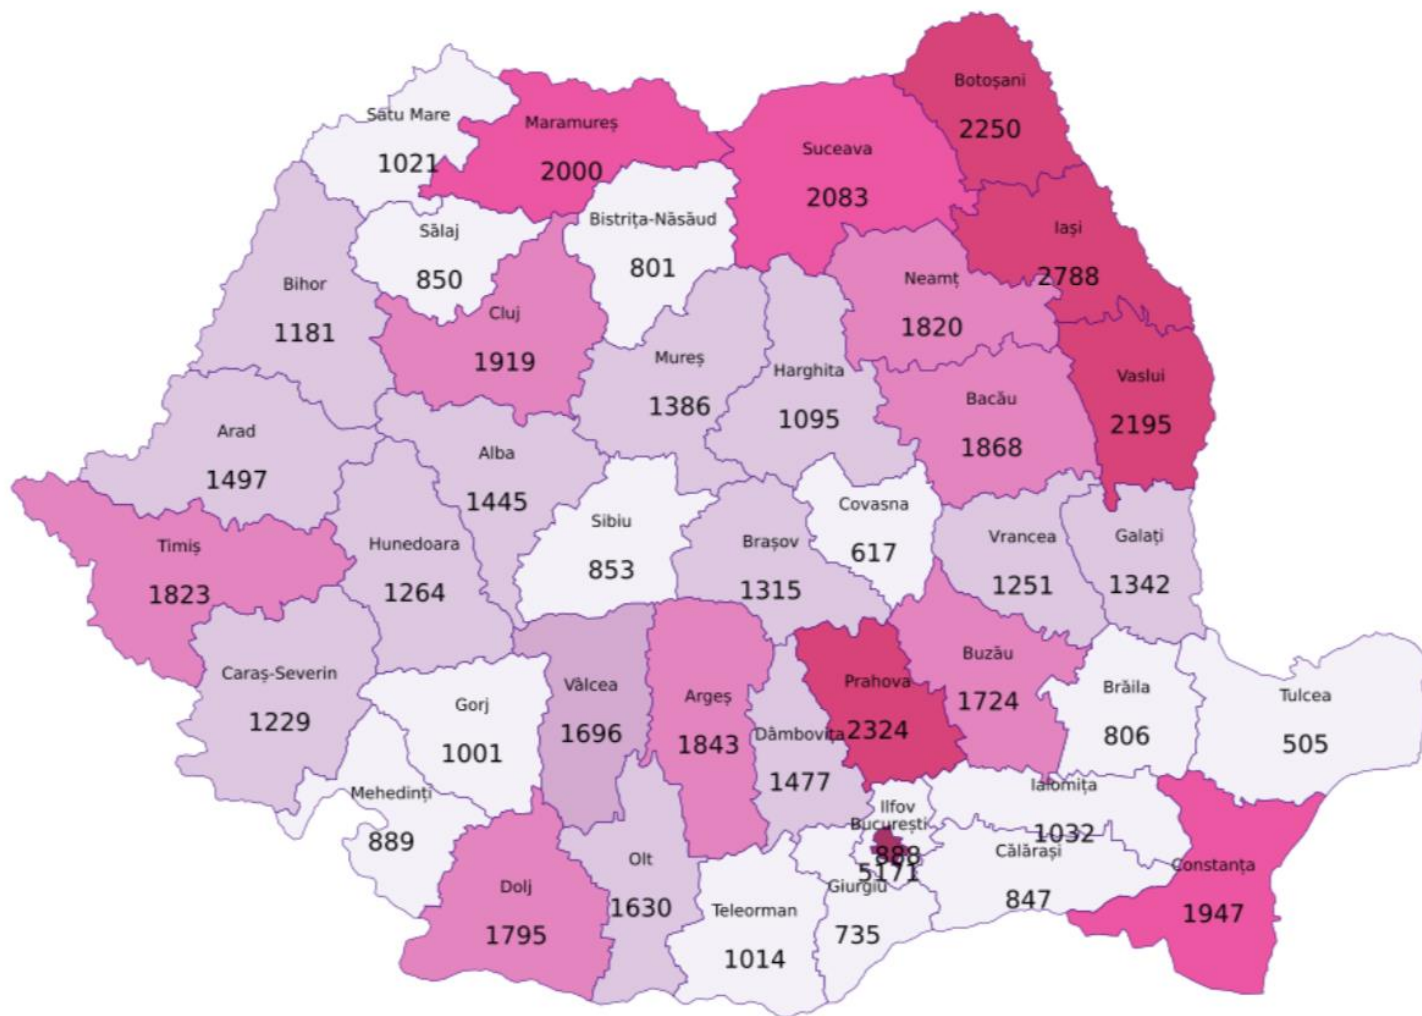 Botoșani
2250
Satu Mare
1021
Maramureș
2000
Suceava
2083
Iași
2788
Bistrița-Năsăud
801
Sălaj
850
Neamț
1820
Bihor
1181
Cluj
1919
Mureș
1386
Harghita
1095
Vaslui
2195
Bacău
1868
Arad
1497
Alba
1445
Covasna
617
Sibiu
853
Brașov
1315
Vrancea
1251
Galați
1342
Timiș
1823
Hunedoara
1264
Buzău
1724
Caraș-Severin
1229
Vâlcea
1696
Prahova
2324
Brăila
806
Tulcea
505
Argeș
1843
Gorj
1001
Dâmbovița
1477
Ialomița
1032
Mehedinți
889
Ilfov
888
București
5171
Călărași
847
Constanța
1947
Olt
1630
Dolj
1795
Giurgiu
735
Teleorman
1014